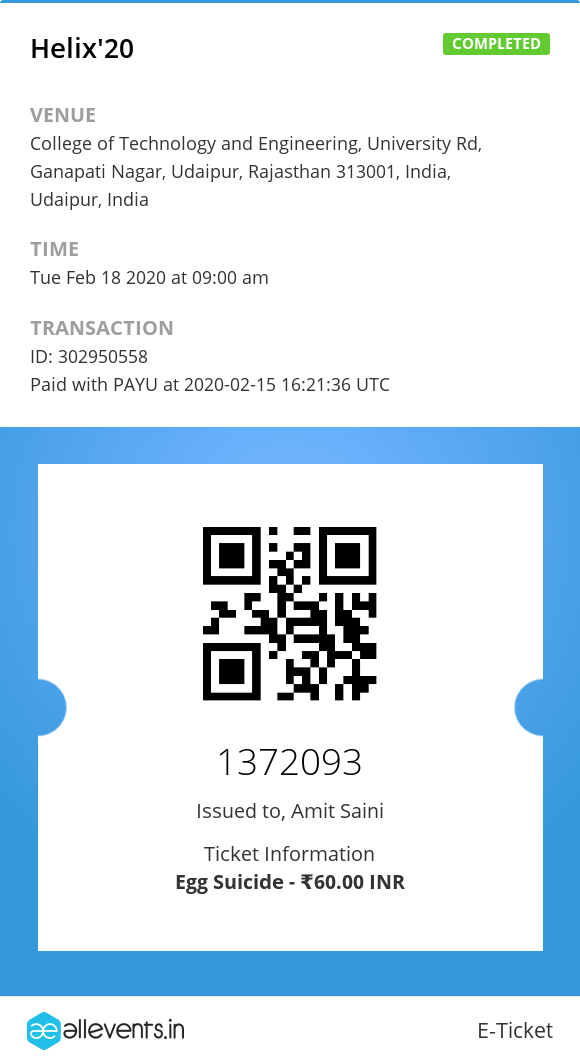 Helix'20
COMPLETED
VENUE
College of Technology and Engineering, University Rd,
Ganapati Nagar, Udaipur, Rajasthan 313001, India,
Udaipur, India
TIME
Tue Feb 18 2020 at 09:00 am
TRANSACTION
ID: 302950558
Paid with PAYU at 2020-02-15 16:21:36 UTC
1372093
Issued to, Amit Saini
Ticket Information
Egg Suicide - ₹60.00 INR
æ allevents.in
E-Ticket